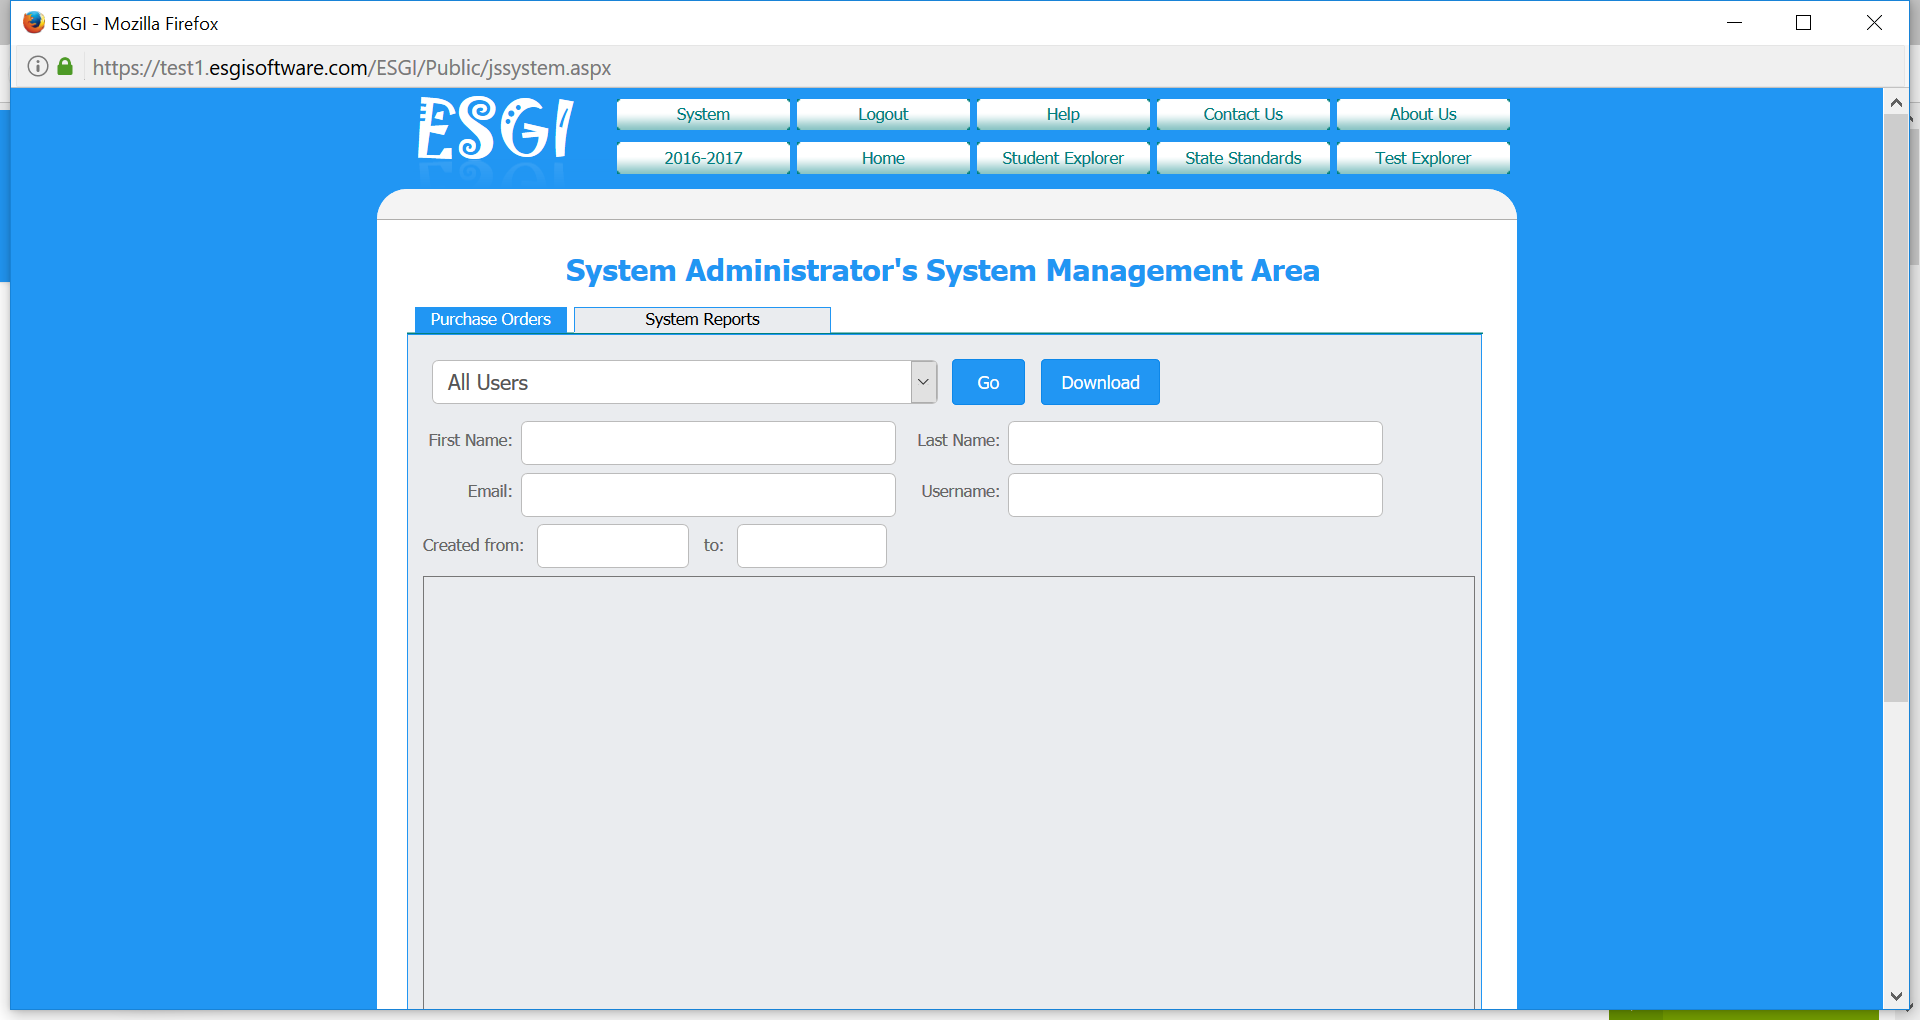 ESGI - Mozilla Firefox
https://test1.esgisoftware.com/ESGI/Public/jssystem.aspx
ESGI
System Logout Help Contact Us About Us
2016-2017 Home Student Explorer State Standards Test Explorer
System Administrator's System Management Area
Purchase Orders System Reports
All Users Go Download
First Name: Last Name:
Email: Username:
Created from: to: